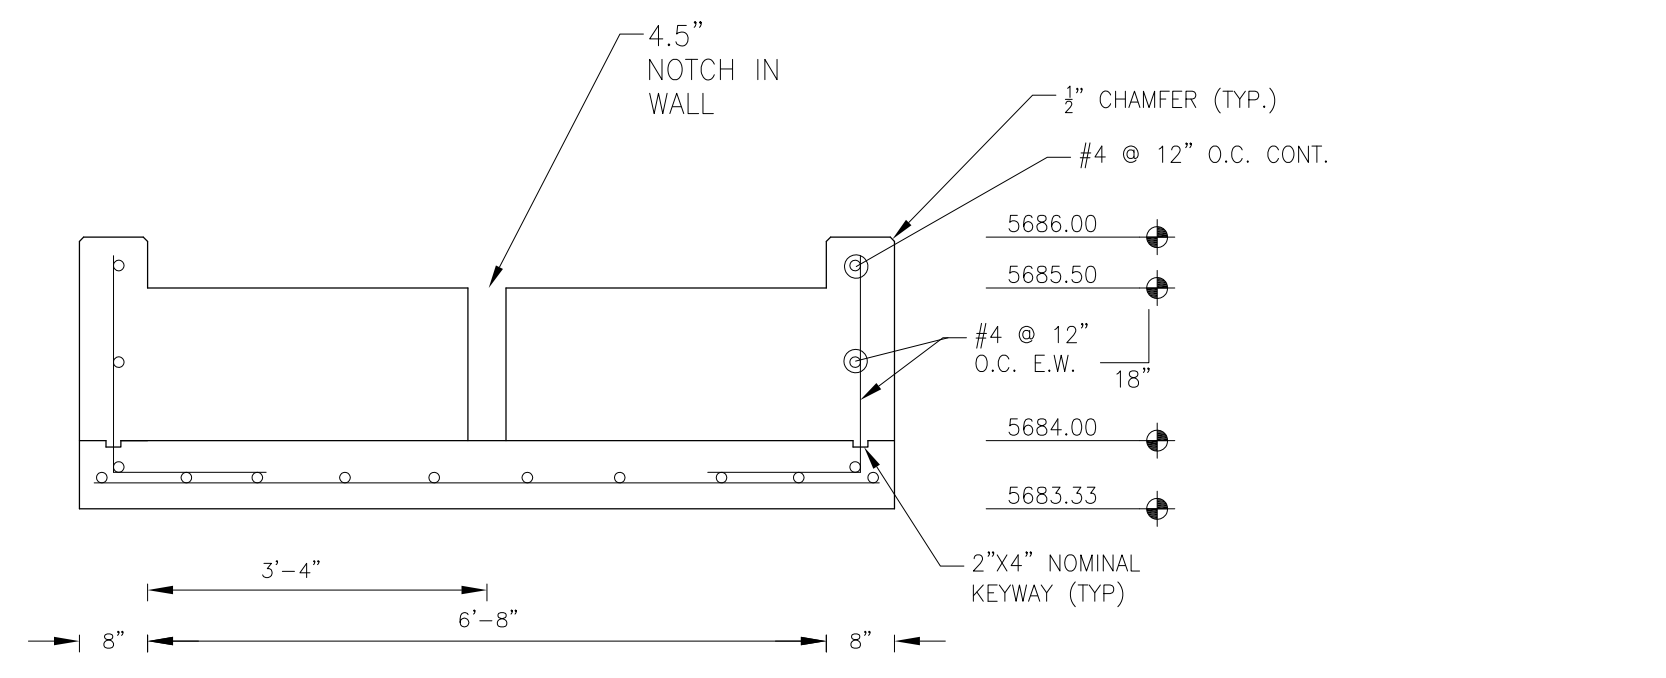 4.5”
NOTCH IN
WALL
½” CHAMFER (TYP.)
#4 @ 12” O.C. CONT.
5686.00
5685.50
#4 @ 12”
O.C. E.W.
18”
5684.00
5683.33
2”X4” NOMINAL
KEYWAY (TYP)
3’–4”
6’–8”
8”
8”